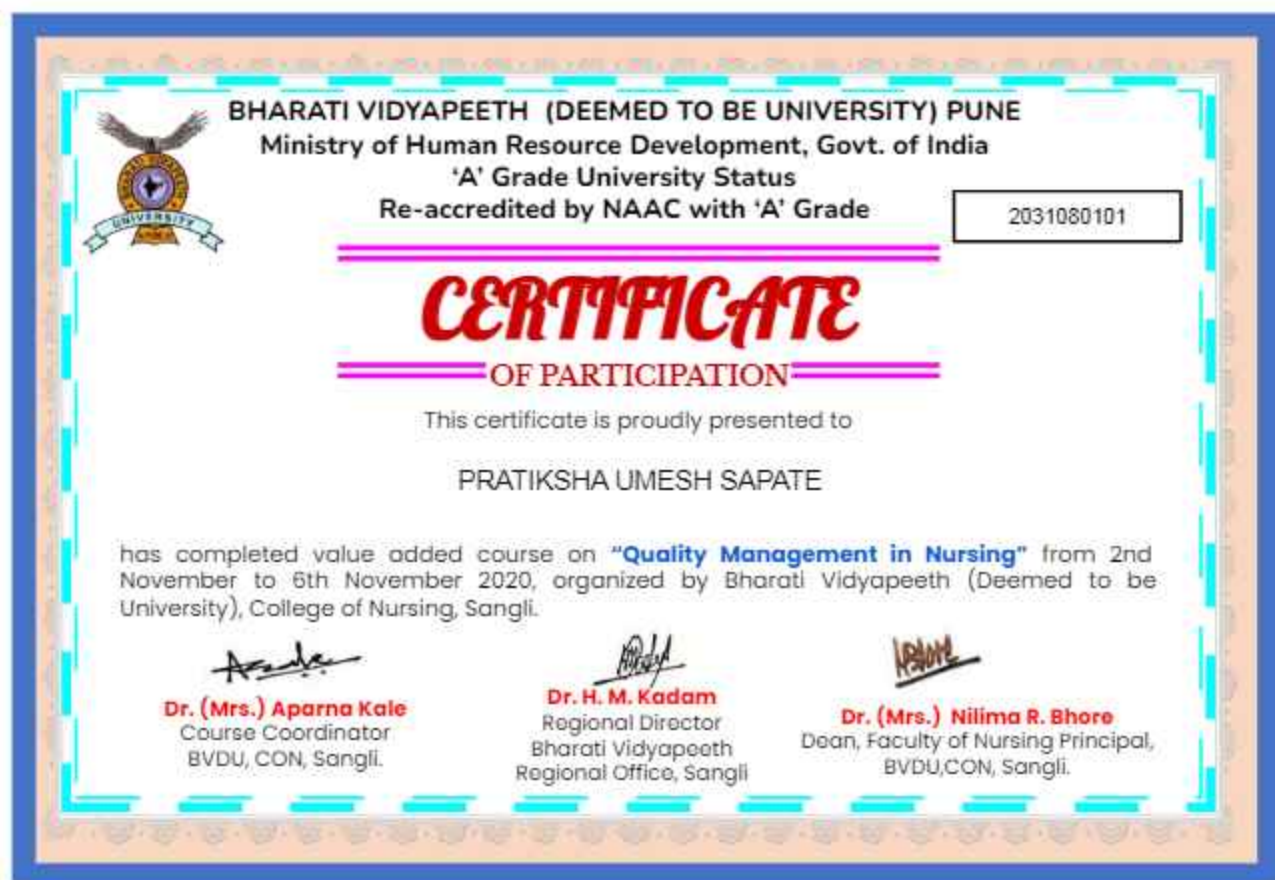 BHARATI VIDYAPEETH (DEEMED TO BE UNIVERSITY) PUNE
Ministry of Human Resource Development, Govt. of India
‘A’ Grade University Status
Re-accredited by NAAC with ‘A’ Grade
2031080101
BHARATI VIDYAPEETH
UNIVERSITY
CERTIFICATE
OF PARTICIPATION
This certificate is proudly presented to
PRATIKSHA UMESH SAPATE
has completed value added course on “Quality Management in Nursing” from 2nd
November to 6th November 2020, organized by Bharati Vidyapeeth (Deemed to be
University), College of Nursing, Sangli.
Dr. (Mrs.) Aparna Kale
Course Coordinator
BVDU, CON, Sangli.
Dr. H. M. Kadam
Regional Director
Bharati Vidyapeeth
Regional Office, Sangli
Dr. (Mrs.) Nilima R. Bhore
Dean, Faculty of Nursing Principal,
BVDU,CON, Sangli.